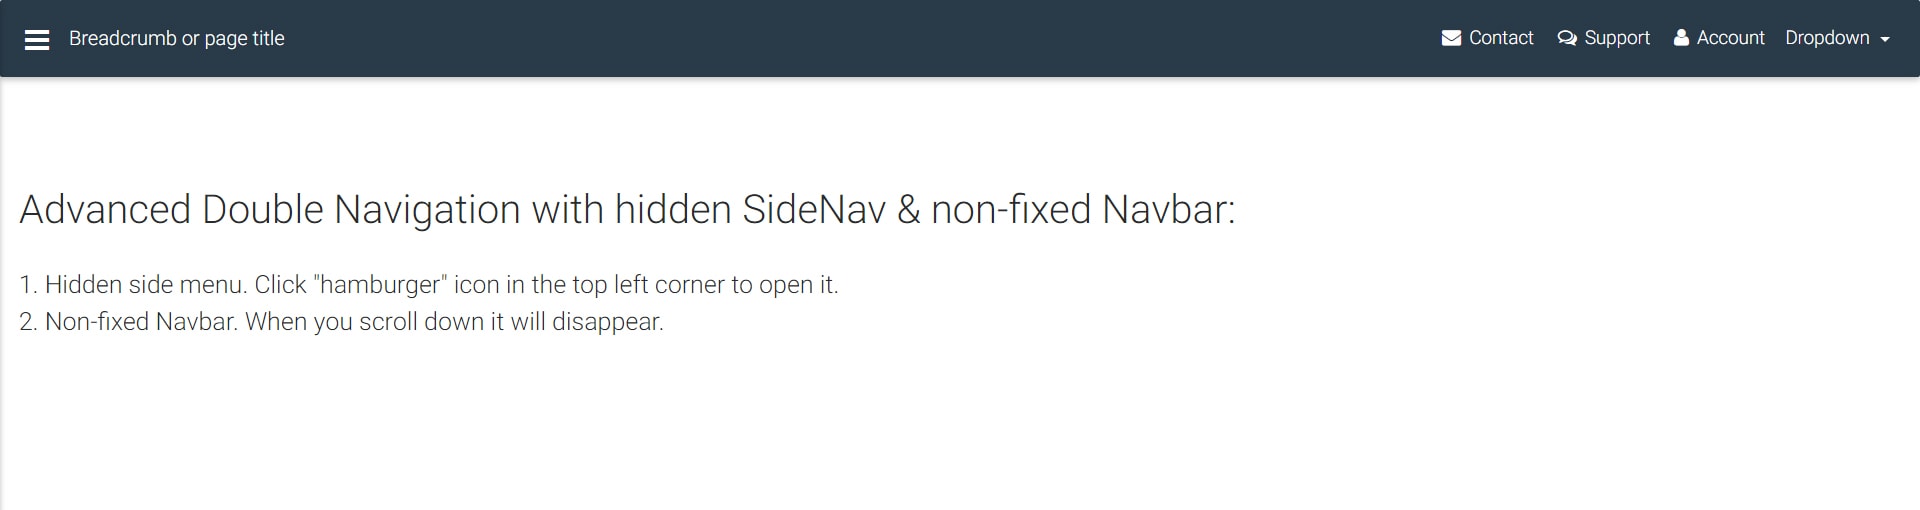 Breadcrumb or page title
Contact
Support
Account
Dropdown
Advanced Double Navigation with hidden SideNav & non-fixed Navbar:
1. Hidden side menu. Click "hamburger" icon in the top left corner to open it.
2. Non-fixed Navbar. When you scroll down it will disappear.